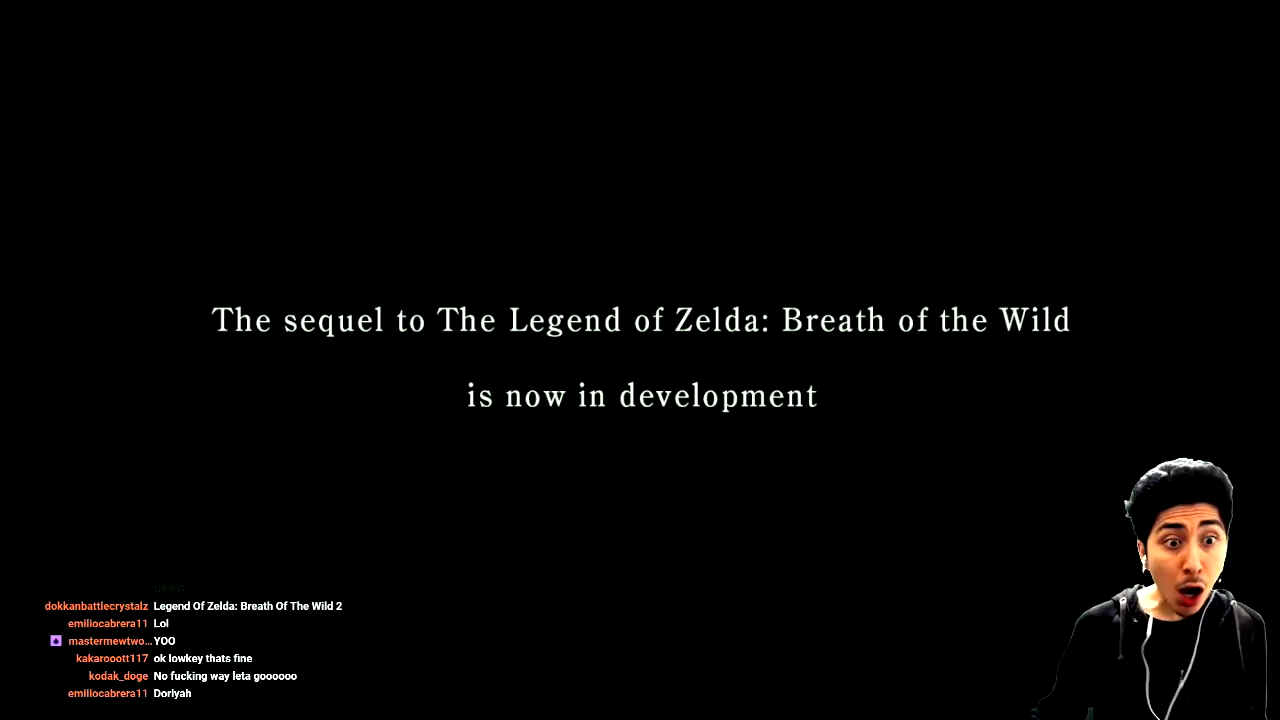 The sequel to The Legend of Zelda: Breath of the Wild
is now in development
dokkanbattlecrystalz Legend Of Zelda: Breath Of The Wild 2
emiliocabrera11 Lol
mastermewtwo... YOO
kakarooott117 ok lowkey thats fine
kodak_doge No fucking way leta goooooo
emiliocabrera11 Doriyah